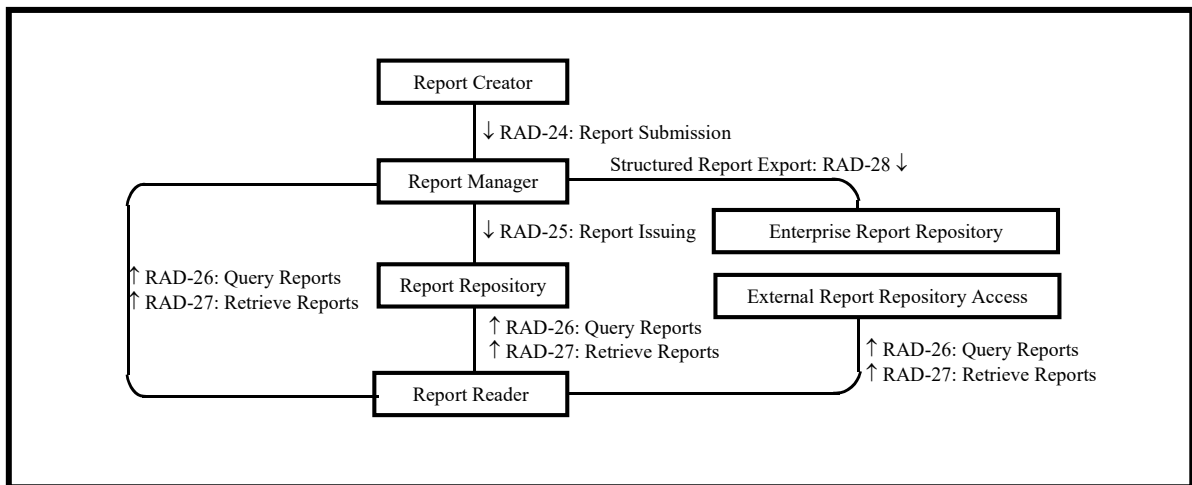 Report Creator
↓ RAD-24: Report Submission
Structured Report Export: RAD-28 ↓
Report Manager
↓ RAD-25: Report Issuing
Enterprise Report Repository
↑ RAD-26: Query Reports
↑ RAD-27: Retrieve Reports
Report Repository
External Report Repository Access
↑ RAD-26: Query Reports
↑ RAD-27: Retrieve Reports
↑ RAD-26: Query Reports
↑ RAD-27: Retrieve Reports
Report Reader